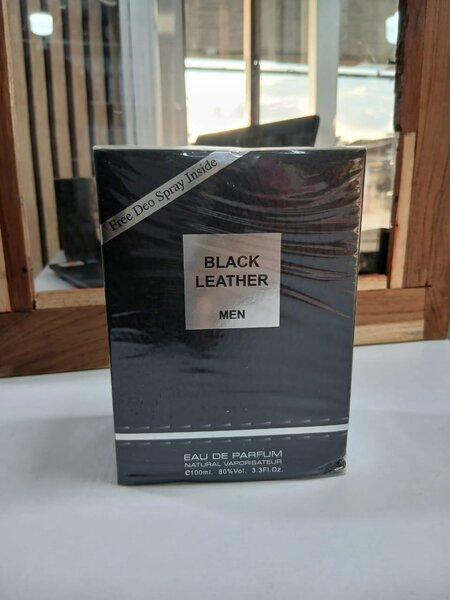 Free Deo Spray Inside
BLACK
LEATHER
MEN
EAU DE PARFUM
NATURAL VAPORISATEUR
℮100ml. 80%Vol. 3.3Fl.Oz.